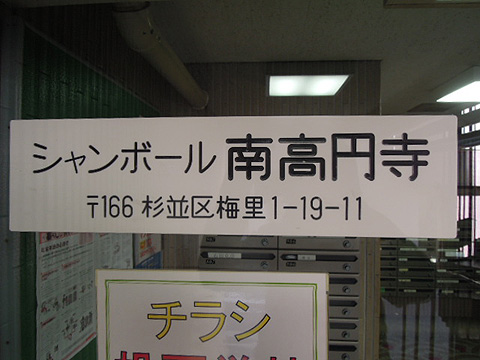 シャンボール 南高円寺
〒166 杉並区梅里1-19-11
チラシ